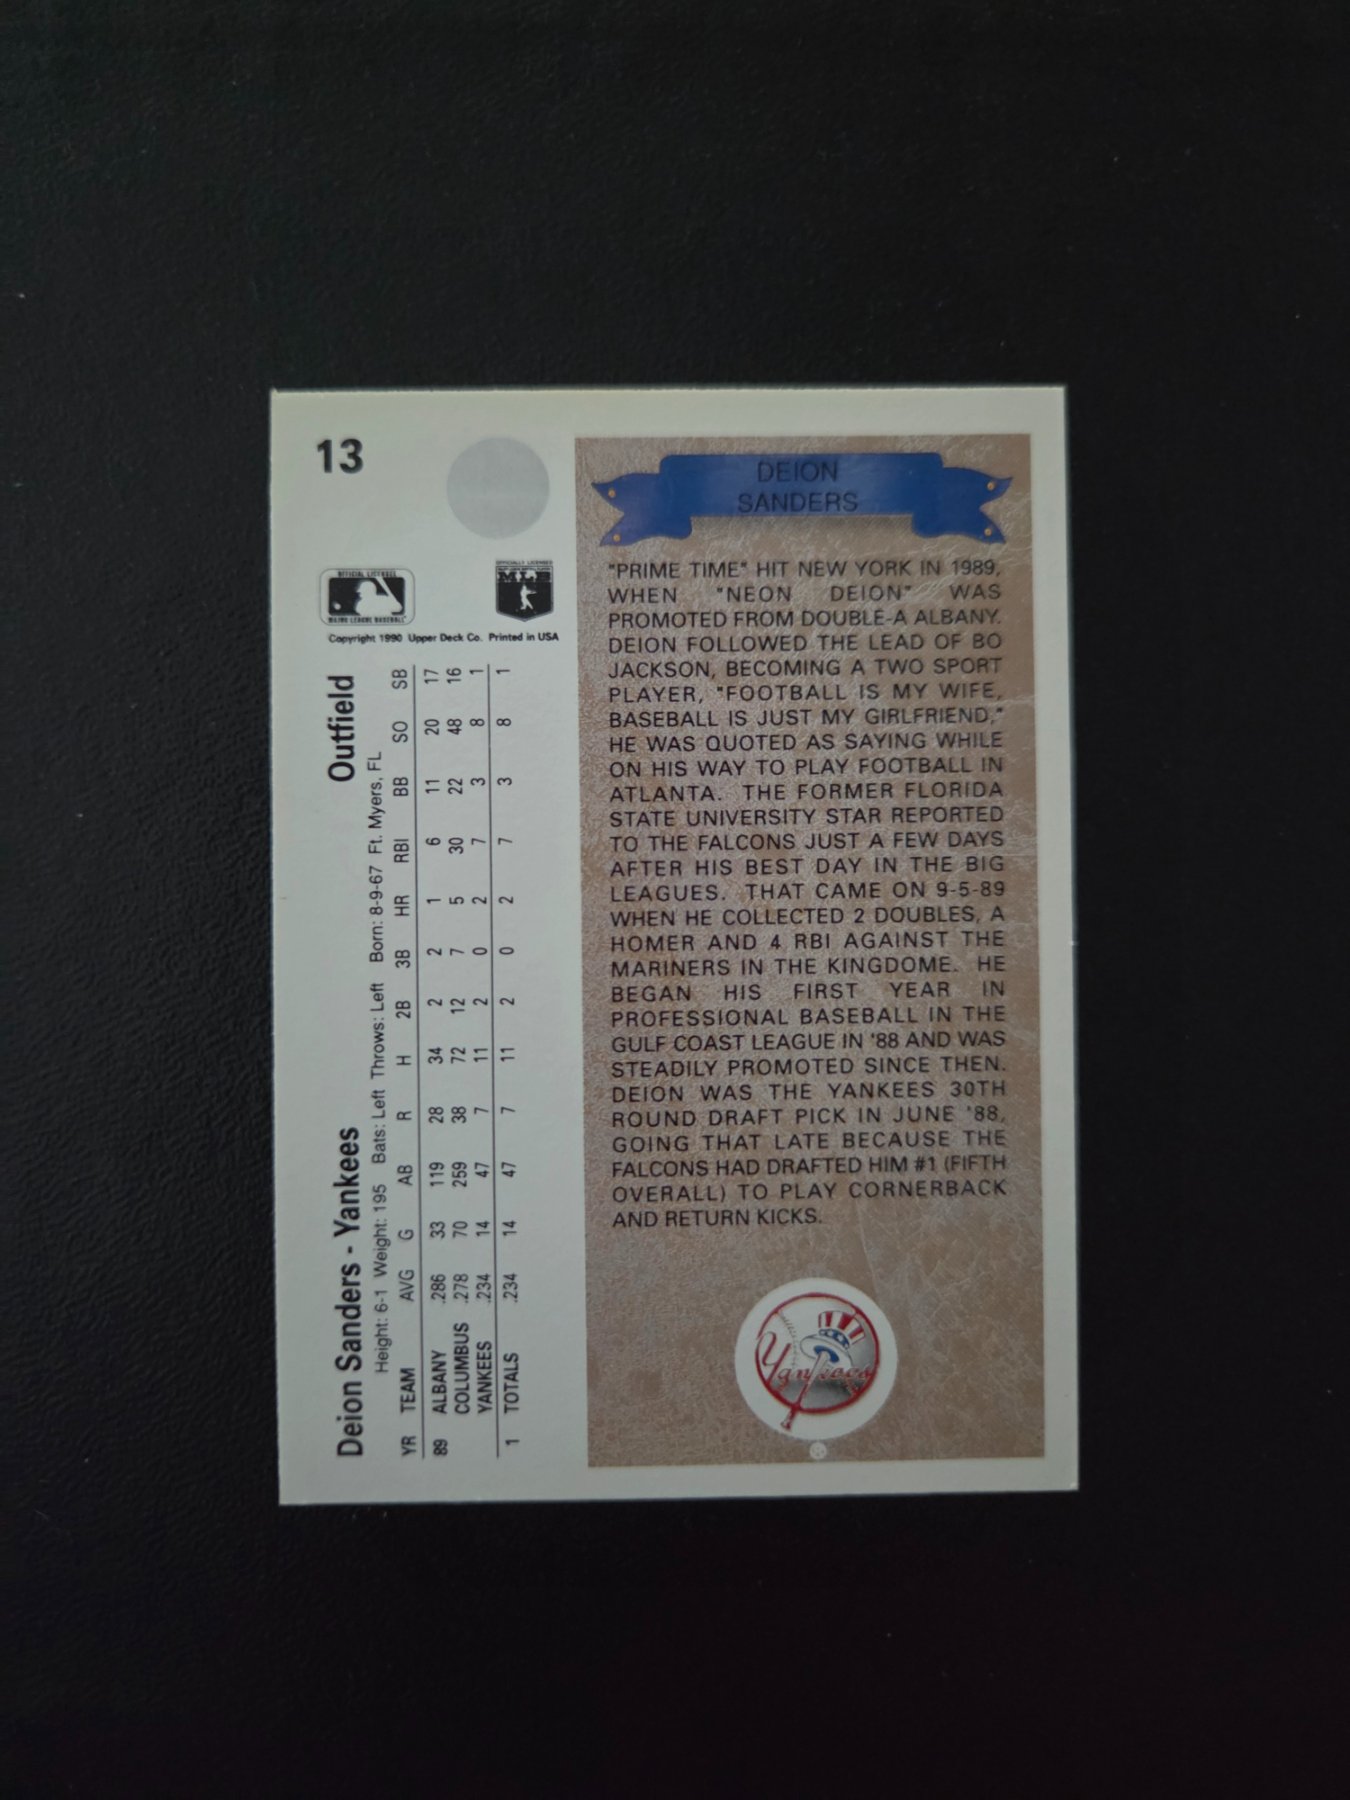 13
OFFICIAL LICENSEE
MAJOR LEAGUE BASEBALL
OFFICIALLY LICENSED
MLB
Copyright 1990 Upper Deck Co. Printed in USA
Deion Sanders - Yankees Outfield
Height: 6-1 Weight: 195 Bats: Left Throws: Left Born: 8-9-67 Ft. Myers, FL
YR TEAM AVG G AB R H 2B 3B HR RBI BB SO SB
89 ALBANY .286 33 119 28 34 2 2 1 6 11 20 17
COLUMBUS .278 70 259 38 72 12 7 5 30 22 48 16
YANKEES .234 14 47 7 11 2 0 2 7 3 8 1
1 TOTALS .234 14 47 7 11 2 0 2 7 3 8 1
DEION
SANDERS
"PRIME TIME" HIT NEW YORK IN 1989,
WHEN "NEON DEION" WAS
PROMOTED FROM DOUBLE-A ALBANY.
DEION FOLLOWED THE LEAD OF BO
JACKSON, BECOMING A TWO SPORT
PLAYER, "FOOTBALL IS MY WIFE,
BASEBALL IS JUST MY GIRLFRIEND,"
HE WAS QUOTED AS SAYING WHILE
ON HIS WAY TO PLAY FOOTBALL IN
ATLANTA. THE FORMER FLORIDA
STATE UNIVERSITY STAR REPORTED
TO THE FALCONS JUST A FEW DAYS
AFTER HIS BEST DAY IN THE BIG
LEAGUES. THAT CAME ON 9-5-89
WHEN HE COLLECTED 2 DOUBLES, A
HOMER AND 4 RBI AGAINST THE
MARINERS IN THE KINGDOME. HE
BEGAN HIS FIRST YEAR IN
PROFESSIONAL BASEBALL IN THE
GULF COAST LEAGUE IN '88 AND WAS
STEADILY PROMOTED SINCE THEN.
DEION WAS THE YANKEES 30TH
ROUND DRAFT PICK IN JUNE '88,
GOING THAT LATE BECAUSE THE
FALCONS HAD DRAFTED HIM #1 (FIFTH
OVERALL) TO PLAY CORNERBACK
AND RETURN KICKS.
Yankees